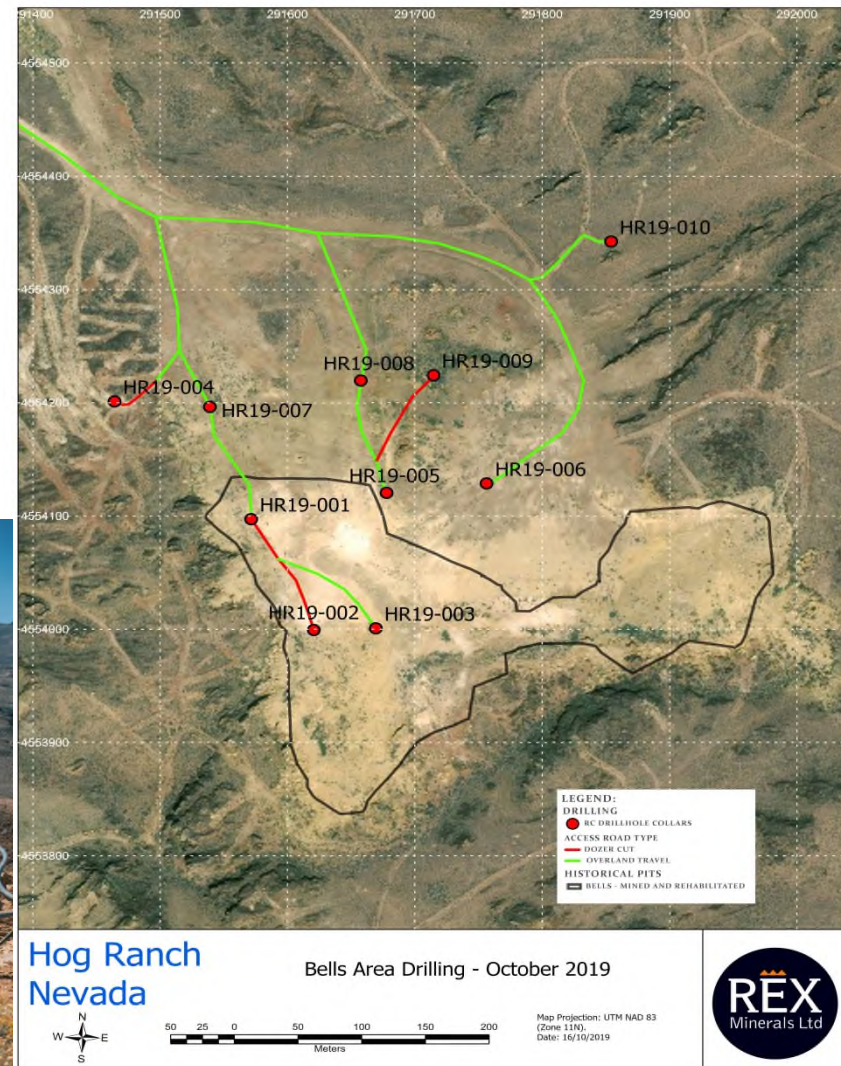 291400 291500 291600 291700 291800 291900 292000
4554500
4554400
HR19-010
4554300
HR19-008
HR19-009
HR19-004
4554200
HR19-007
HR19-006
HR19-005
HR19-001
4554100
HR19-002
HR19-003
4554000
4553900
4553800
LEGEND:
DRILLING
RC DRILLHOLE COLLARS
ACCESS ROAD TYPE
DOZER CUT
OVERLAND TRAVEL
HISTORICAL PITS
BELLS - MINED AND REHABILITATED
Hog Ranch
Nevada
Bells Area Drilling - October 2019
N
W E
S
50 25 0 50 100 150 200
Meters
Map Projection: UTM NAD 83
(Zone 11N).
Date: 16/10/2019
REX
Minerals Ltd